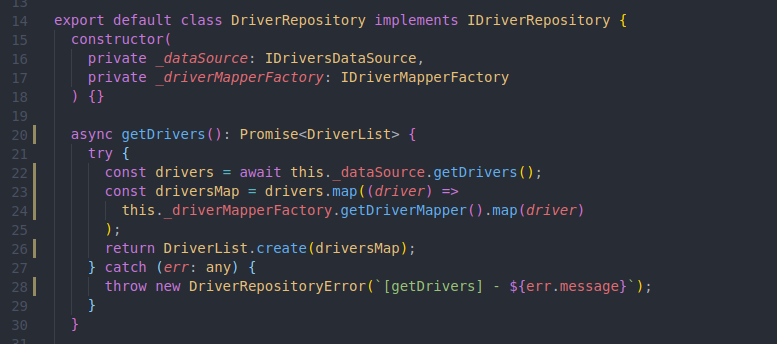 13
14 export default class DriverRepository implements IDriverRepository {
15   constructor(
16     private _dataSource: IDriversDataSource,
17     private _driverMapperFactory: IDriverMapperFactory
18   ) {}
19
20   async getDrivers(): Promise<DriverList> {
21     try {
22       const drivers = await this._dataSource.getDrivers();
23       const driversMap = drivers.map((driver) =>
24         this._driverMapperFactory.getDriverMapper().map(driver)
25       );
26       return DriverList.create(driversMap);
27     } catch (err: any) {
28       throw new DriverRepositoryError(`[getDrivers] - ${err.message}`);
29     }
30   }
31